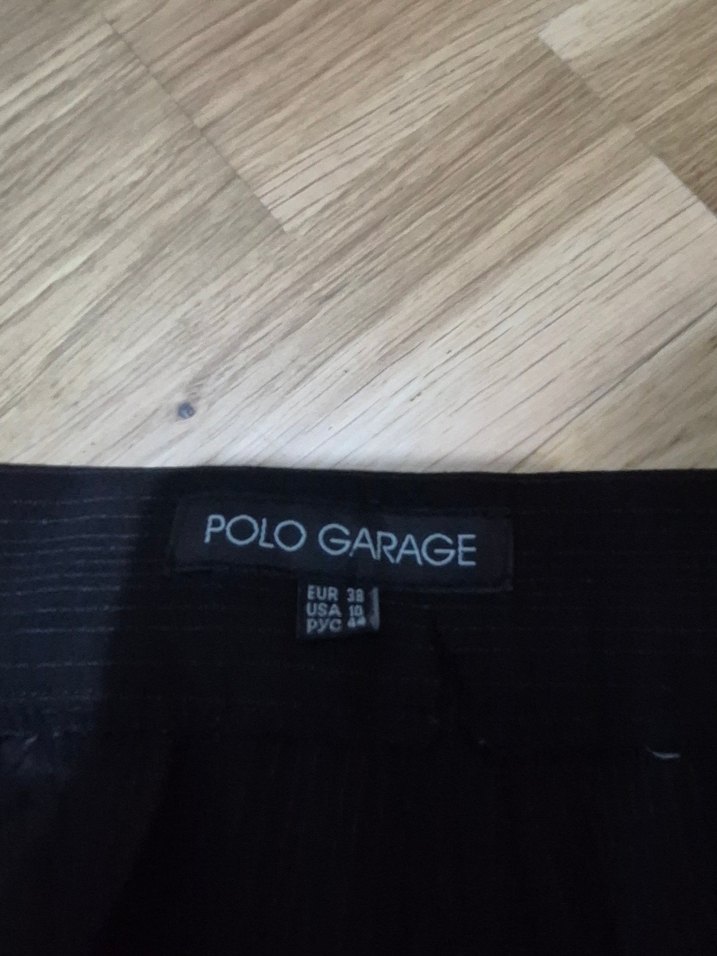 POLO GARAGE
EUR 38
USA 10
РУС 44